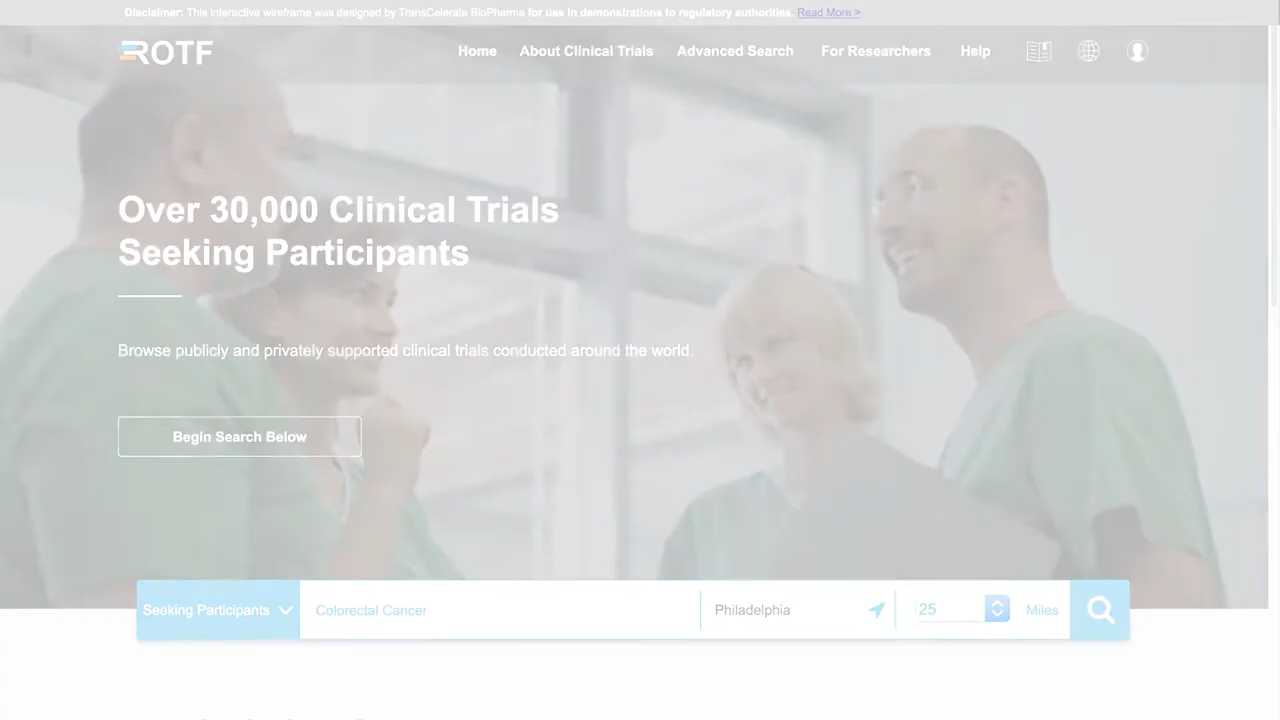 Disclaimer: This interactive wireframe was designed by TransCelerate BioPharma for use in demonstrations to regulatory authorities. Read More >
ROTF
Home About Clinical Trials Advanced Search For Researchers Help
Over 30,000 Clinical Trials
Seeking Participants
Browse publicly and privately supported clinical trials conducted around the world.
Begin Search Below
Seeking Participants Colorectal Cancer Philadelphia 25 Miles